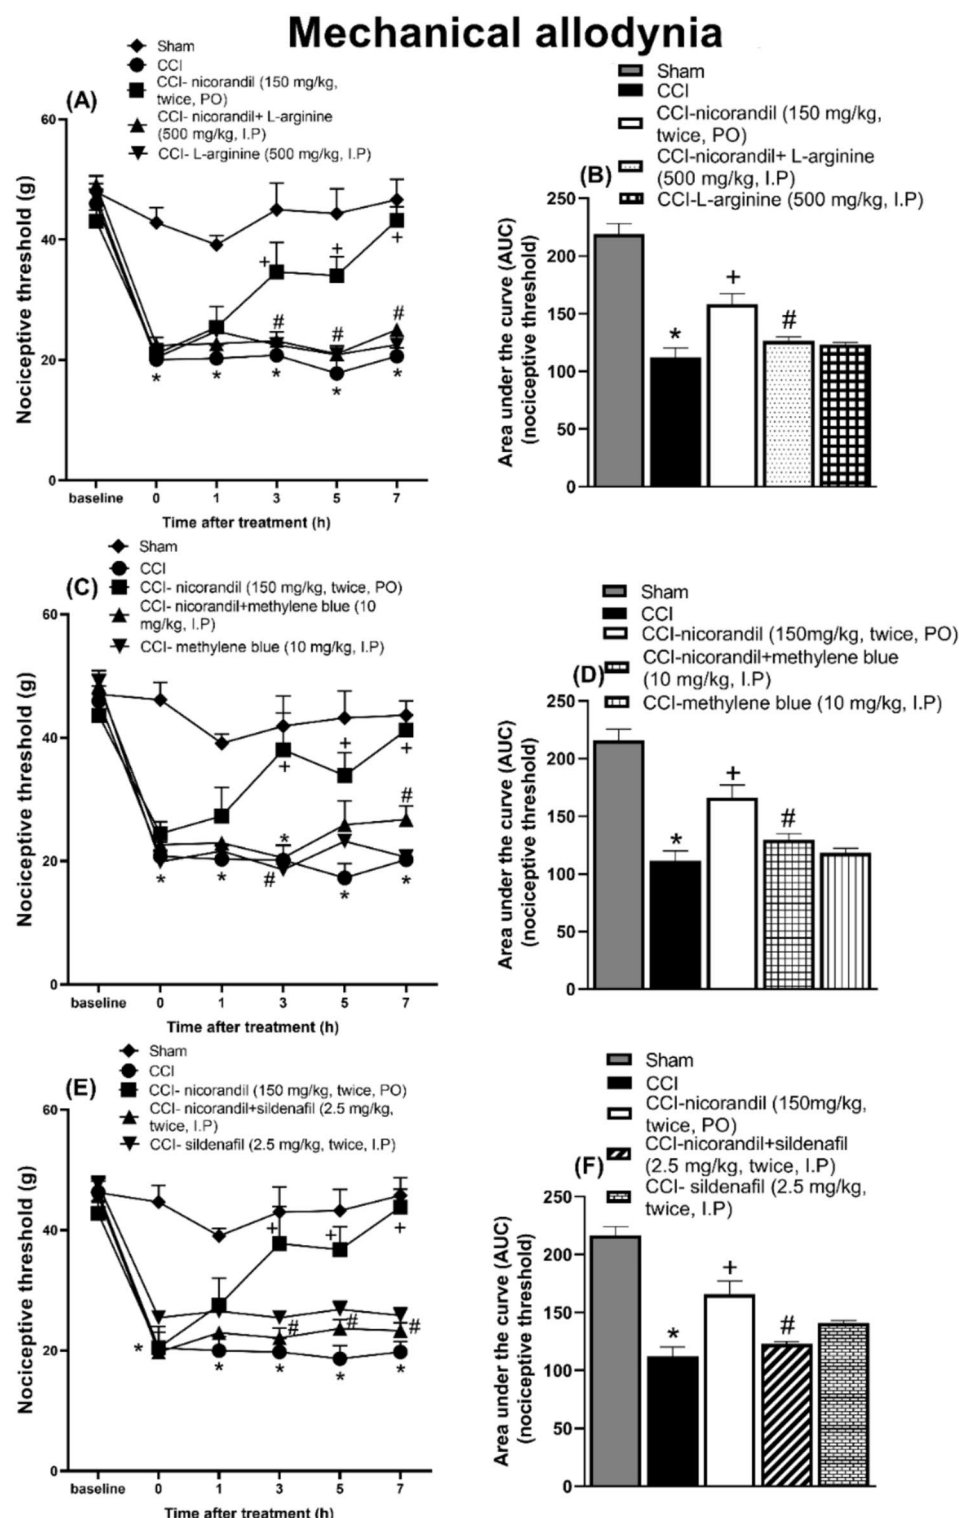 Mechanical allodynia
Sham
CCI
CCI- nicorandil (150 mg/kg,
twice, PO)
CCI- nicorandil+ L-arginine
(500 mg/kg, I.P)
CCI- L-arginine (500 mg/kg, I.P)
(A)
60
40
20
0
Nociceptive threshold (g)
+
+
+
#
#
#
*
*
*
*
*
baseline 0 1 3 5 7
Time after treatment (h)
Sham
CCI
CCI-nicorandil (150 mg/kg,
twice, PO)
CCI-nicorandil+ L-arginine
(500 mg/kg, I.P)
CCI-L-arginine (500 mg/kg, I.P)
(B)
250
200
150
100
50
0
Area under the curve (AUC)
(nociceptive threshold)
*
+
#
Sham
CCI
CCI- nicorandil (150 mg/kg, twice, PO)
CCI- nicorandil+methylene blue (10
mg/kg, I.P)
CCI- methylene blue (10 mg/kg, I.P)
(C)
60
40
20
0
Nociceptive threshold (g)
+
+
+
#
#
*
*
*
*
*
baseline 0 1 3 5 7
Time after treatment (h)
Sham
CCI
CCI-nicorandil (150mg/kg, twice, PO)
CCI-nicorandil+methylene blue
(10 mg/kg, I.P)
CCI-methylene blue (10 mg/kg, I.P)
(D)
250
200
150
100
50
0
Area under the curve (AUC)
(nociceptive threshold)
*
+
#
Sham
CCI
CCI- nicorandil (150 mg/kg, twice, PO)
CCI- nicorandil+sildenafil (2.5 mg/kg,
twice, I.P)
CCI- sildenafil (2.5 mg/kg, twice, I.P)
(E)
60
40
20
0
Nociceptive threshold (g)
+
+
+
#
#
#
*
*
*
*
*
baseline 0 1 3 5 7
Time after treatment (h)
Sham
CCI
CCI-nicorandil (150mg/kg,
twice, PO)
CCI-nicorandil+sildenafil
(2.5 mg/kg, twice, I.P)
CCI- sildenafil (2.5 mg/kg,
twice, I.P)
(F)
250
200
150
100
50
0
Area under the curve (AUC)
(nociceptive threshold)
*
+
#